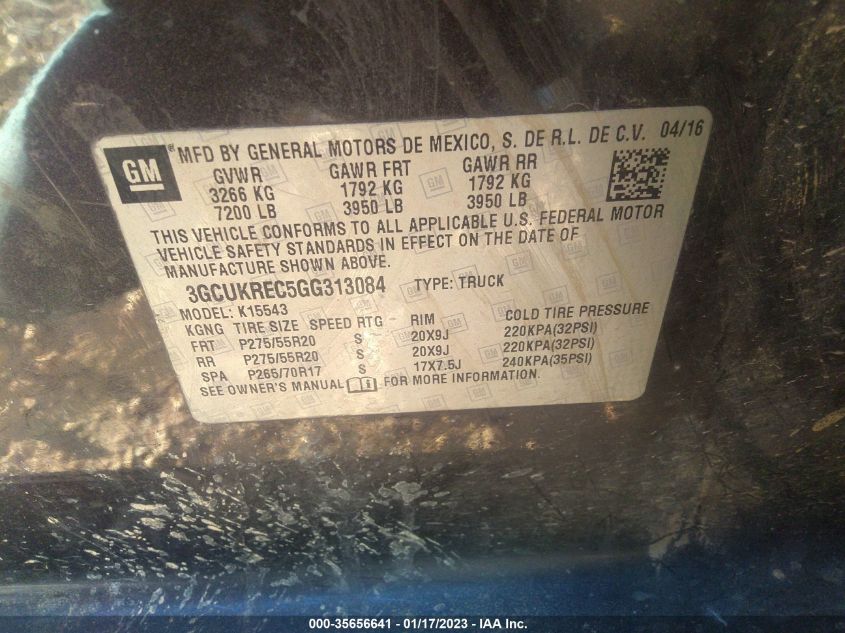 GM ® MFD BY GENERAL MOTORS DE MEXICO, S. DE R.L. DE C.V. 04/16
GVWR GAWR FRT GAWR RR
3266 KG 1792 KG 1792 KG
7200 LB 3950 LB 3950 LB
THIS VEHICLE CONFORMS TO ALL APPLICABLE U.S. FEDERAL MOTOR
VEHICLE SAFETY STANDARDS IN EFFECT ON THE DATE OF
MANUFACTURE SHOWN ABOVE.
3GCUKREC5GG313084 TYPE: TRUCK
MODEL: K15543
KGNG TIRE SIZE SPEED RTG RIM COLD TIRE PRESSURE
FRT P275/55R20 S 20X9J 220KPA(32PSI)
RR P275/55R20 S 20X9J 220KPA(32PSI)
SPA P265/70R17 S 17X7.5J 240KPA(35PSI)
SEE OWNER'S MANUAL FOR MORE INFORMATION.
000-35656641 / 01/17/2023 / IAA Inc.